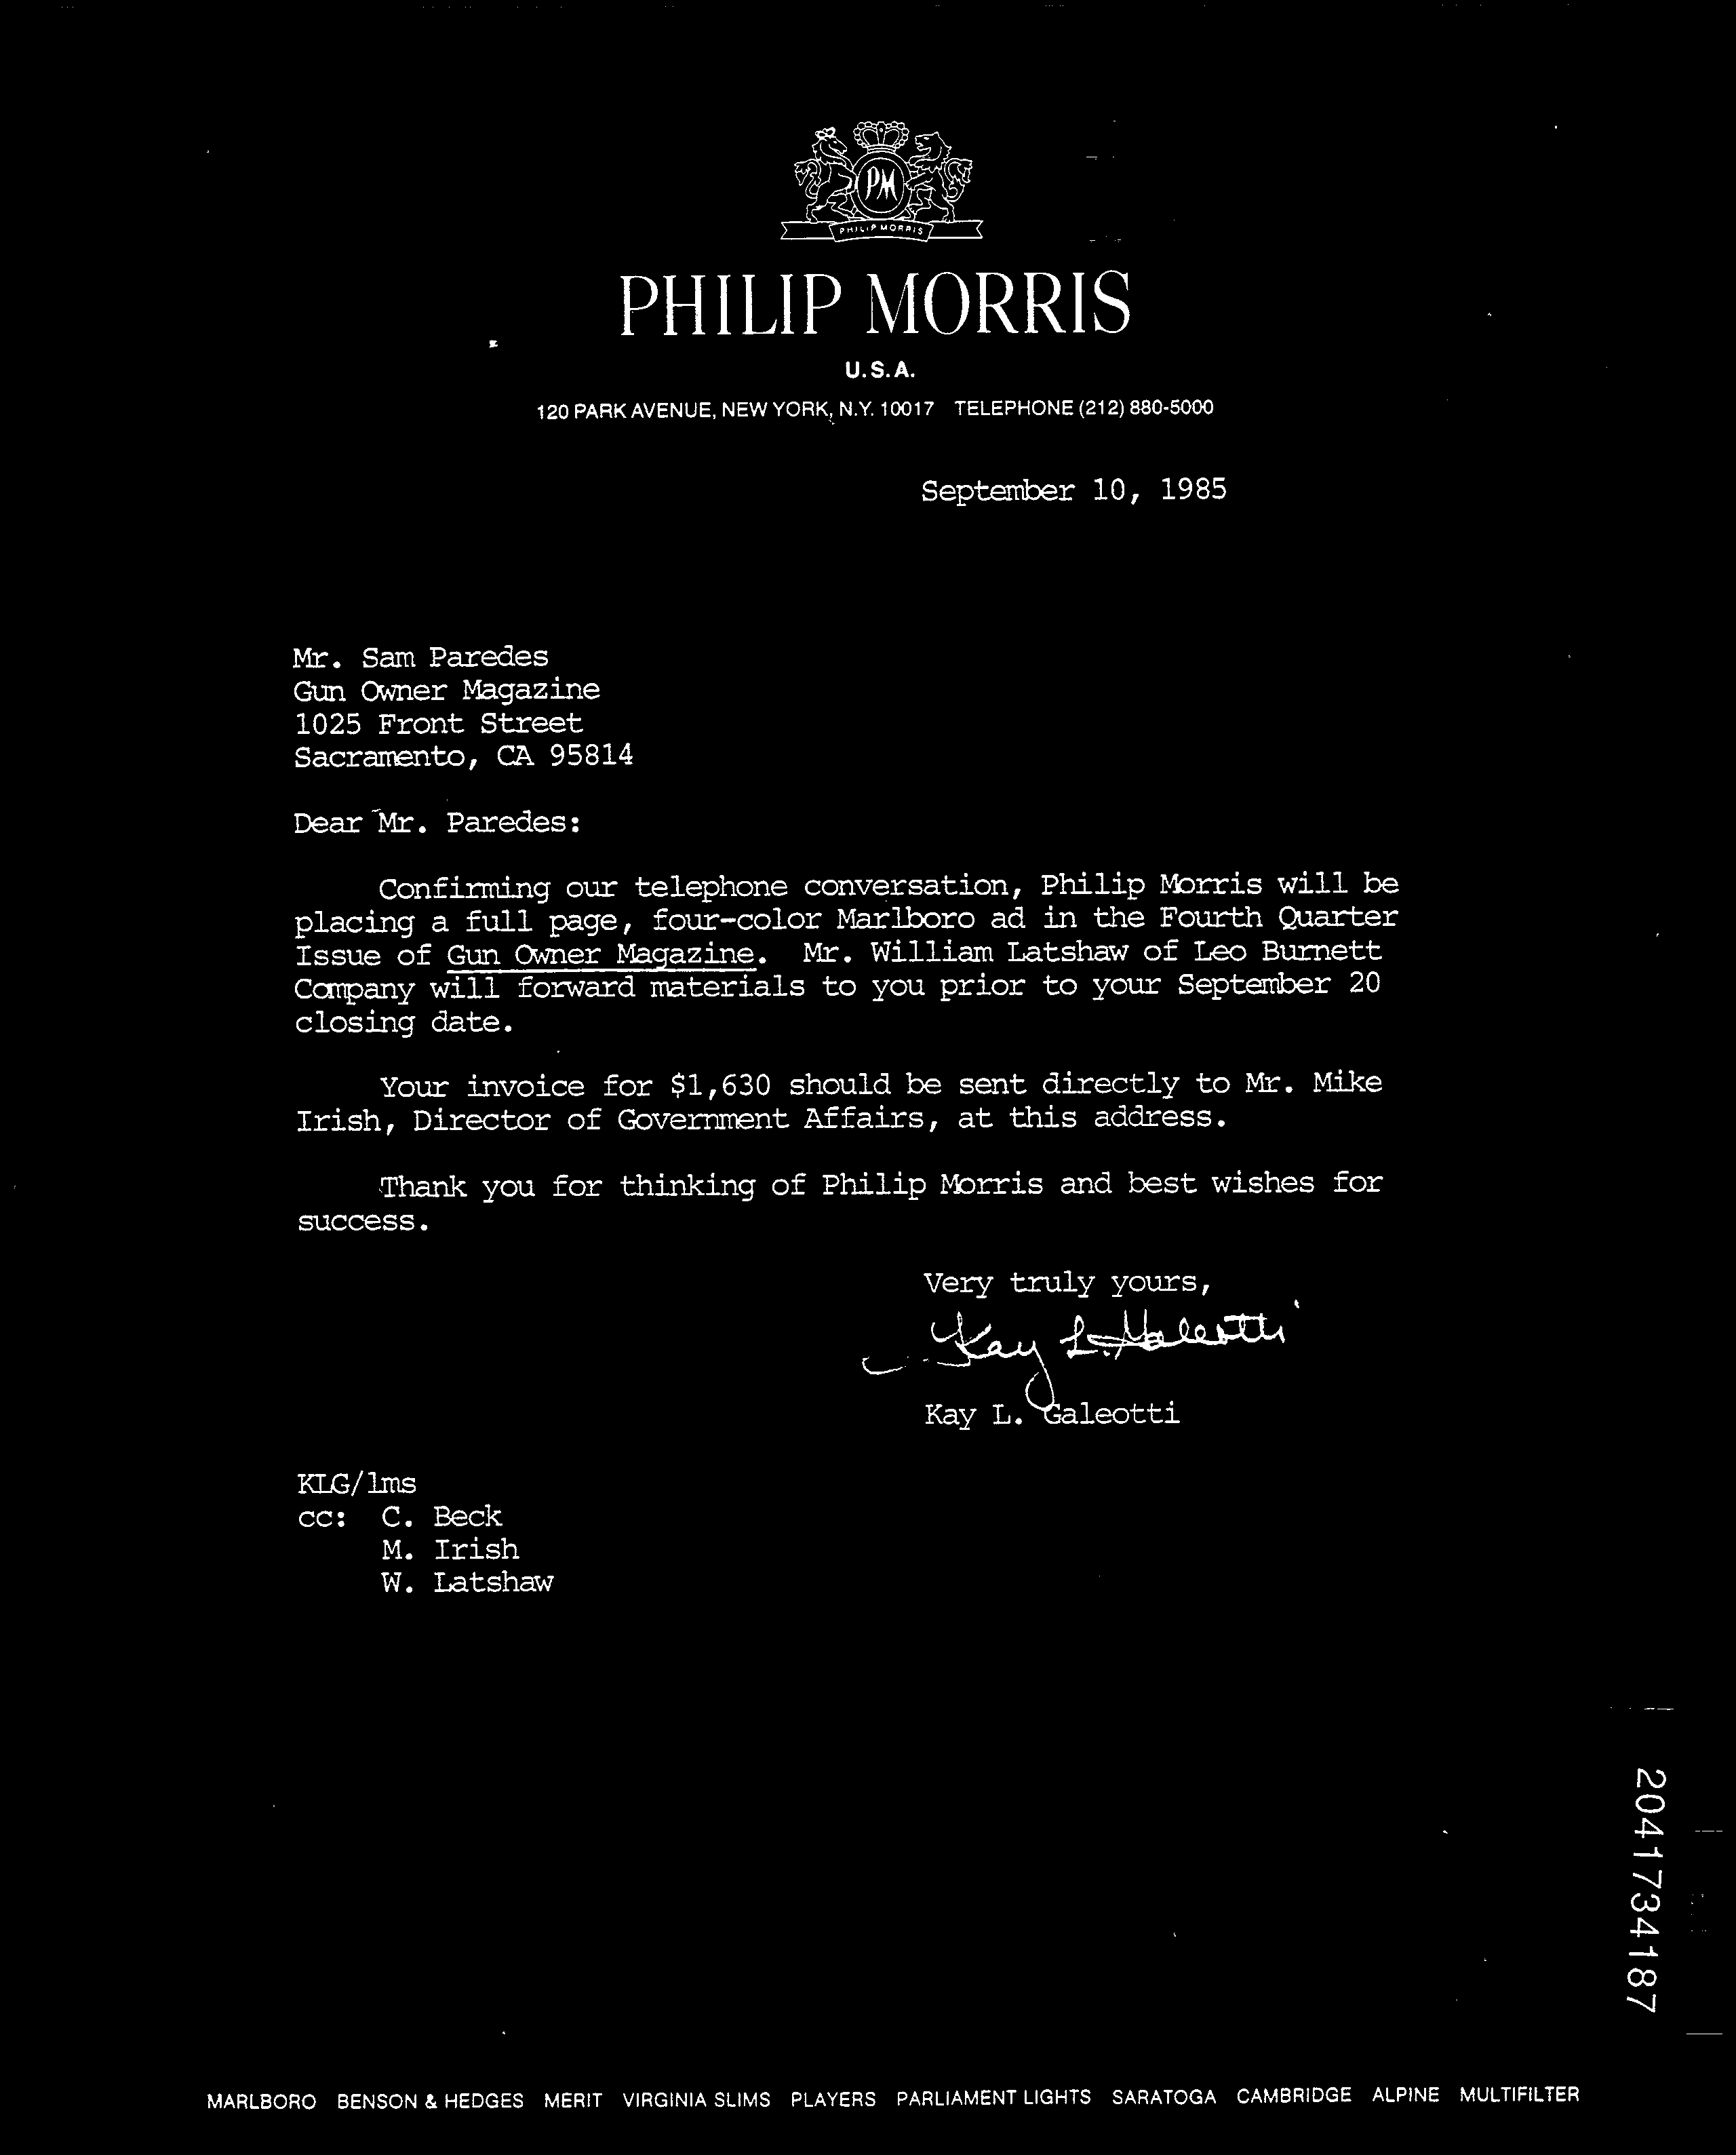 PM
PHILIP MORRIS
PHILIP MORRIS
U.S.A.
120 PARK AVENUE, NEW YORK, N.Y. 10017 TELEPHONE (212) 880-5000
September 10, 1985
Mr. Sam Paredes
Gun Owner Magazine
1025 Front Street
Sacramento, CA 95814
Dear Mr. Paredes:
Confirming our telephone conversation, Philip Morris will be
placing a full page, four-color Marlboro ad in the Fourth Quarter
Issue of Gun Owner Magazine. Mr. William Latshaw of Leo Burnett
Company will forward materials to you prior to your September 20
closing date.
Your invoice for $1,630 should be sent directly to Mr. Mike
Irish, Director of Government Affairs, at this address.
Thank you for thinking of Philip Morris and best wishes for
success.
Very truly yours,
Kay L. Galeotti
Kay L. Galeotti
KLG/lms
cc: C. Beck
M. Irish
W. Latshaw
2041734187
MARLBORO BENSON & HEDGES MERIT VIRGINIA SLIMS PLAYERS PARLIAMENT LIGHTS SARATOGA CAMBRIDGE ALPINE MULTIFILTER